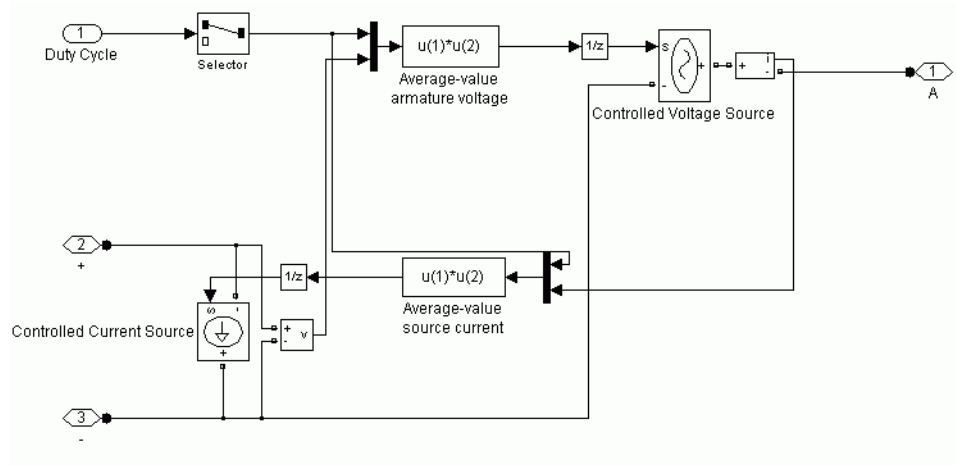 1
Duty Cycle
Selector
u(1)*u(2)
Average-value
armature voltage
1/z
s
+
-
Controlled Voltage Source
+
i
-
1
A
2
+
1/z
u(1)*u(2)
Average-value
source current
s
-
+
Controlled Current Source
+
-
v
3
-